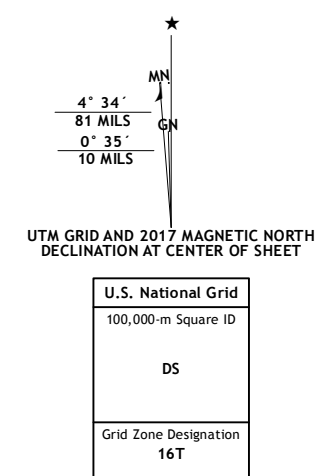 MN
4° 34´
81 MILS
GN
0° 35´
10 MILS
UTM GRID AND 2017 MAGNETIC NORTH
DECLINATION AT CENTER OF SHEET
U.S. National Grid
100,000-m Square ID
DS
Grid Zone Designation
16T